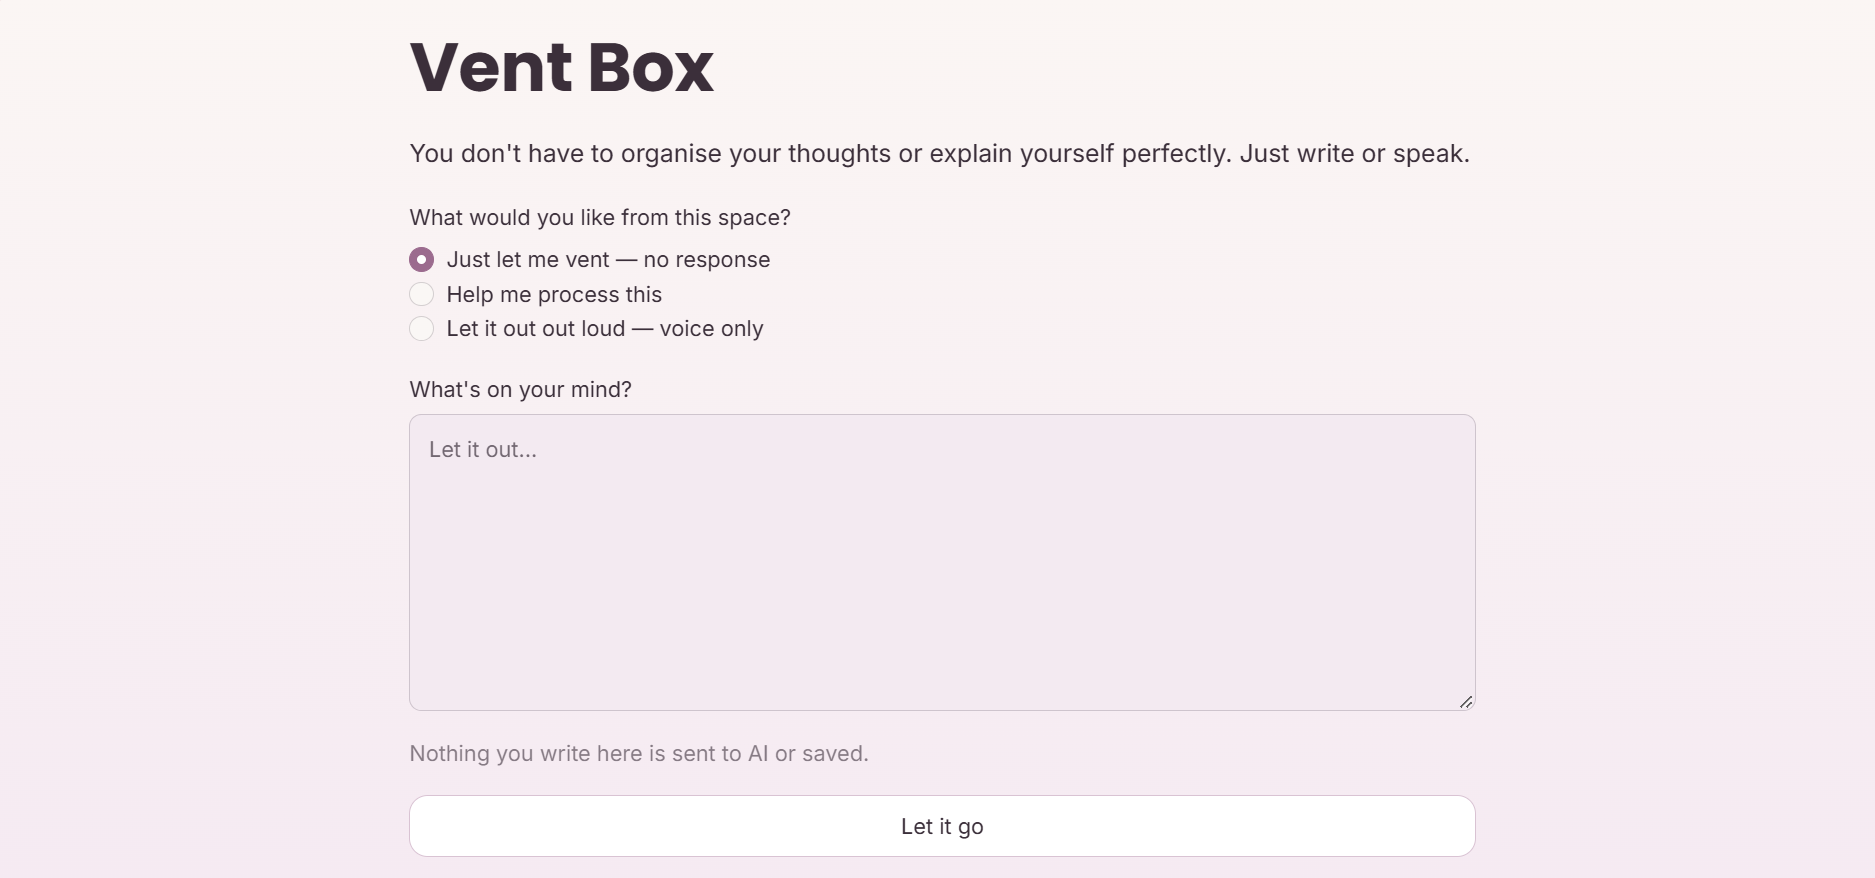 Vent Box
You don't have to organise your thoughts or explain yourself perfectly. Just write or speak.
What would you like from this space?
Just let me vent — no response
Help me process this
Let it out out loud — voice only
What's on your mind?
Let it out...
Nothing you write here is sent to AI or saved.
Let it go